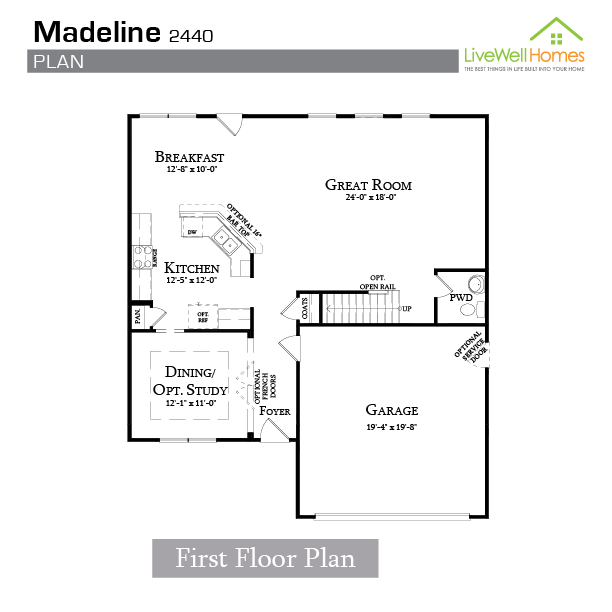 Madeline 2440
PLAN
LiveWellHomes
THE BEST THINGS IN LIFE BUILT INTO YOUR HOME
BREAKFAST
12'-8" x 10'-0"
GREAT ROOM
24'-0" x 18'-0"
OPTIONAL 16"
BAR TOP
DW
RANGE
KITCHEN
12'-5" x 12'-0"
OPT.
OPEN RAIL
PWD
PAN.
OPT.
REF
COATS
UP
OPTIONAL
SERVICE
DOOR
DINING/
OPT. STUDY
12'-1" x 11'-0"
OPTIONAL
FRENCH
DOORS
FOYER
GARAGE
19'-4" x 19'-8"
First Floor Plan